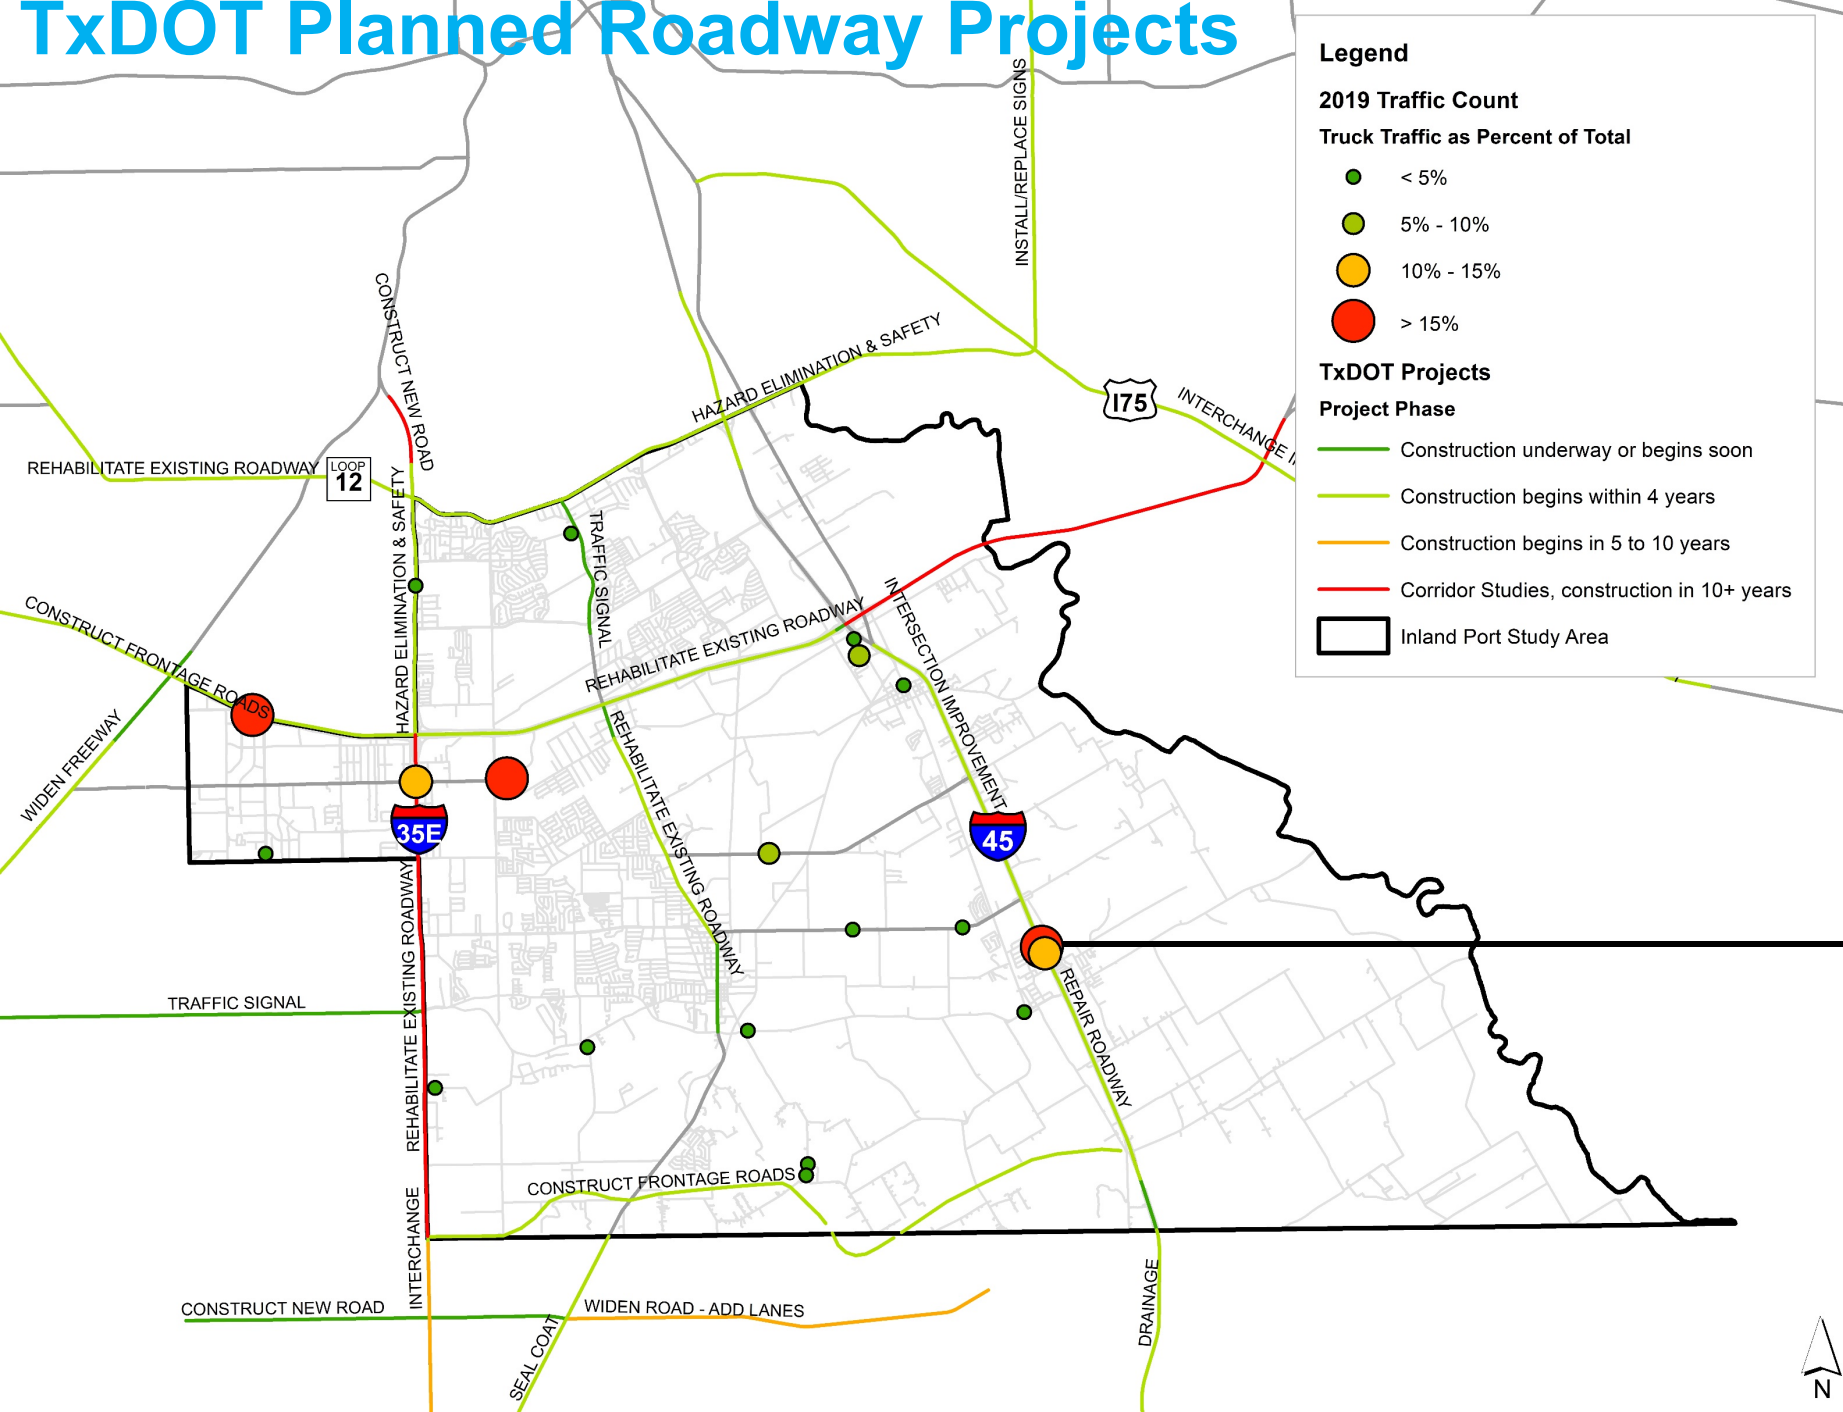 TxDOT Planned Roadway Projects
Legend
2019 Traffic Count
Truck Traffic as Percent of Total
< 5%
5% - 10%
10% - 15%
> 15%
TxDOT Projects
Project Phase
Construction underway or begins soon
Construction begins within 4 years
Construction begins in 5 to 10 years
Corridor Studies, construction in 10+ years
Inland Port Study Area
INSTALL/REPLACE SIGNS
CONSTRUCT NEW ROAD
HAZARD ELIMINATION & SAFETY
I75
INTERCHANGE
REHABILITATE EXISTING ROADWAY
LOOP
12
HAZARD ELIMINATION & SAFETY
TRAFFIC SIGNAL
CONSTRUCT FRONTAGE ROADS
REHABILITATE EXISTING ROADWAY
INTERSECTION IMPROVEMENT
WIDEN FREEWAY
REHABILITATE EXISTING ROADWAY
35E
45
REHABILITATE EXISTING ROADWAY
TRAFFIC SIGNAL
REPAIR ROADWAY
CONSTRUCT FRONTAGE ROADS
INTERCHANGE
CONSTRUCT NEW ROAD
WIDEN ROAD - ADD LANES
SEAL COAT
DRAINAGE
N